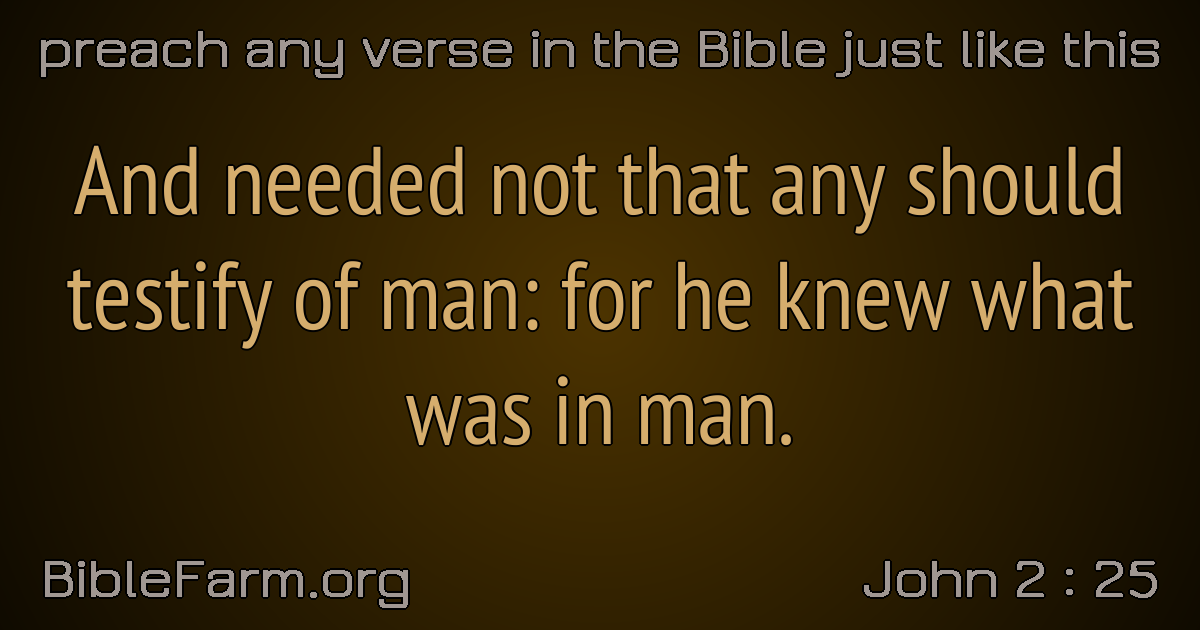 preach any verse in the Bible just like this
And needed not that any should
testify of man: for he knew what
was in man.
BibleFarm.org
John 2 : 25